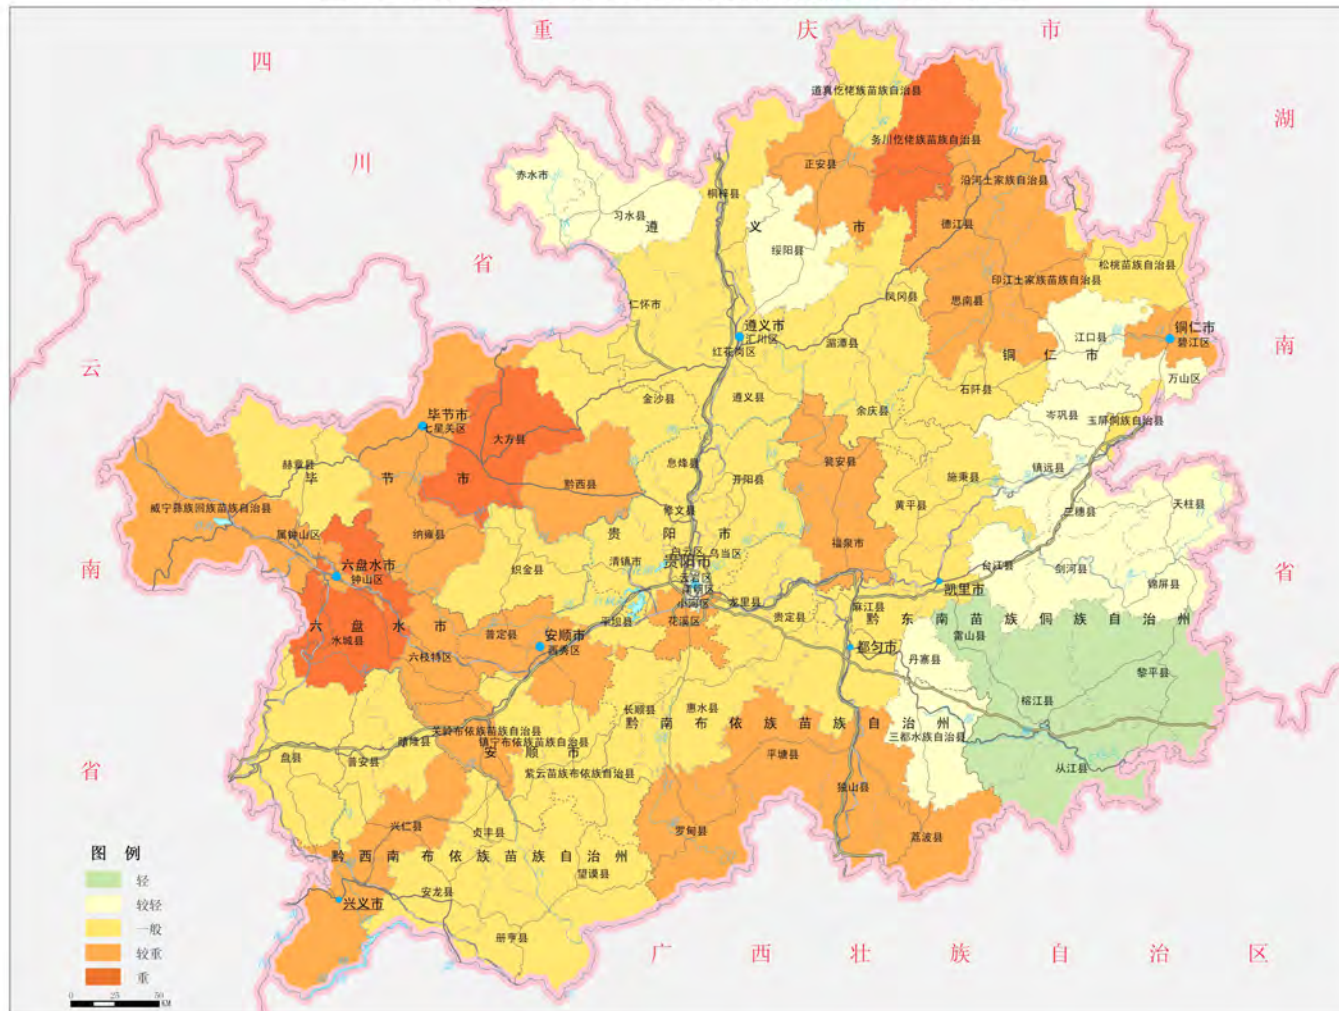 重 庆 市
四
川
省
云
南
省
湖
南
省
广 西 壮 族 自 治 区
道真仡佬族苗族自治县
务川仡佬族苗族自治县
正安县
沿河土家族自治县
赤水市
习水县
桐梓县
遵 义 市
绥阳县
德江县
松桃苗族自治县
印江土家族苗族自治县
仁怀市
凤冈县
思南县
遵义市
汇川区
红花岗区
湄潭县
江口县
铜仁市
碧江区
铜 仁 市
万山区
石阡县
金沙县
遵义县
余庆县
岑巩县
玉屏侗族自治县
毕节市
七星关区
大方县
赫章县
毕 节 市
黔西县
息烽县
开阳县
瓮安县
施秉县
镇远县
黄平县
天柱县
三穗县
威宁彝族回族苗族自治县
属钟山区
纳雍县
修文县
贵 阳 市
白云区
乌当区
福泉市
六盘水市
钟山区
织金县
清镇市
贵阳市
云岩区
南明区
小河区
花溪区
台江县
剑河县
锦屏县
凯里市
龙里县
贵定县
麻江县
黔 东 南 苗 族 侗 族 自 治 州
六 盘 水 市
水城县
普定县
安顺市
西秀区
平坝县
雷山县
都匀市
丹寨县
六枝特区
黎平县
榕江县
长顺县
惠水县
黔 南 布 依 族 苗 族 自 治 州
三都水族自治县
关岭布依族苗族自治县
镇宁布依族苗族自治县
安 顺 市
盘县
晴隆县
普安县
紫云苗族布依族自治县
平塘县
从江县
独山县
兴仁县
贞丰县
罗甸县
荔波县
黔 西 南 布 依 族 苗 族 自 治 州
望谟县
安龙县
兴义市
册亨县
图 例
轻
较轻
一般
较重
重
0 25 50
KM